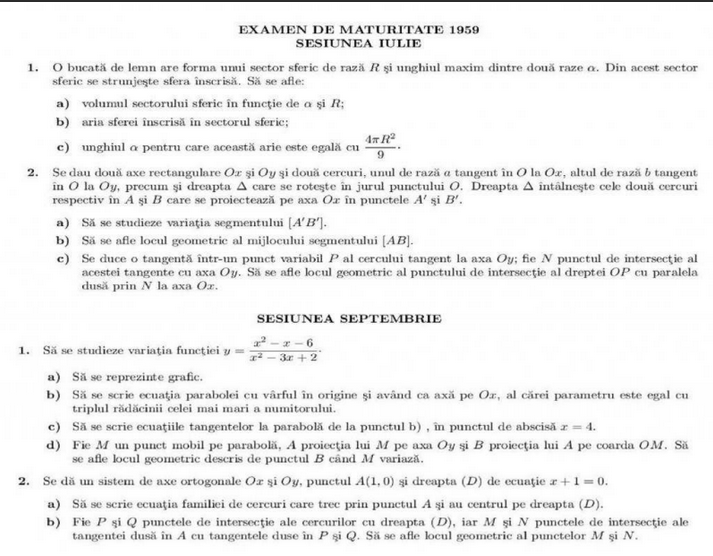 EXAMEN DE MATURITATE 1959
SESIUNEA IULIE
1. O bucată de lemn are forma unui sector sferic de rază R şi unghiul maxim dintre două raze α. Din acest sector
sferic se strunjeşte sfera înscrisă. Să se afle:
a) volumul sectorului sferic în funcţie de α şi R;
b) aria sferei înscrisă în sectorul sferic;
c) unghiul α pentru care această arie este egală cu 4πR²/9.
2. Se dau două axe rectangulare Ox şi Oy şi două cercuri, unul de rază a tangent în O la Ox, altul de rază b tangent
în O la Oy, precum şi dreapta Δ care se roteşte în jurul punctului O. Dreapta Δ întâlneşte cele două cercuri
respectiv în A şi B care se proiectează pe axa Ox în punctele A′ şi B′.
a) Să se studieze variaţia segmentului [A′B′].
b) Să se afle locul geometric al mijlocului segmentului [AB].
c) Se duce o tangentă într-un punct variabil P al cercului tangent la axa Oy; fie N punctul de intersecţie al
acestei tangente cu axa Oy. Să se afle locul geometric al punctului de intersecţie al dreptei OP cu paralela
dusă prin N la axa Ox.
SESIUNEA SEPTEMBRIE
1. Să se studieze variaţia funcţiei y = (x² − x − 6)/(x² − 3x + 2).
a) Să se reprezinte grafic.
b) Să se scrie ecuaţia parabolei cu vârful în origine şi având ca axă pe Ox, al cărei parametru este egal cu
triplul rădăcinii celei mai mari a numitorului.
c) Să se scrie ecuaţiile tangentelor la parabolă de la punctul b) , în punctul de abscisă x = 4.
d) Fie M un punct mobil pe parabolă, A proiecţia lui M pe axa Oy şi B proiecţia lui A pe coarda OM. Să
se afle locul geometric descris de punctul B când M variază.
2. Se dă un sistem de axe ortogonale Ox şi Oy, punctul A(1, 0) şi dreapta (D) de ecuaţie x + 1 = 0.
a) Să se scrie ecuaţia familiei de cercuri care trec prin punctul A şi au centrul pe dreapta (D).
b) Fie P şi Q punctele de intersecţie ale cercurilor cu dreapta (D), iar M şi N punctele de intersecţie ale
tangentei dusă în A cu tangentele duse în P şi Q. Să se afle locul geometric al punctelor M şi N.